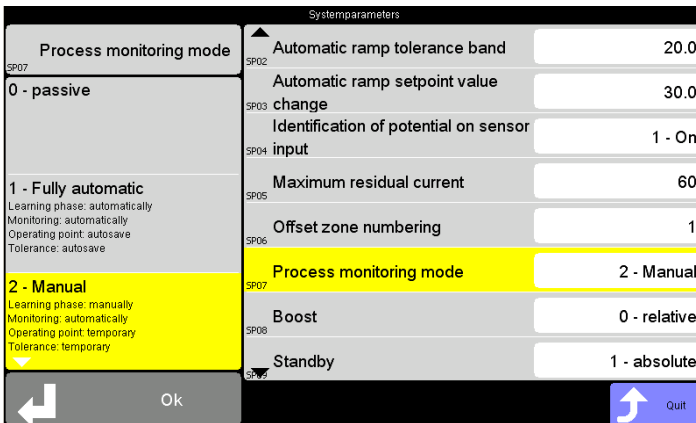 Systemparameters
Process monitoring mode
SP07
0 - passive
1 - Fully automatic
Learning phase: automatically
Monitoring: automatically
Operating point: autosave
Tolerance: autosave
2 - Manual
Learning phase: manually
Monitoring: automatically
Operating point: temporary
Tolerance: temporary
Ok
SP02 Automatic ramp tolerance band 20.0
Automatic ramp setpoint value
SP03 change 30.0
Identification of potential on sensor
SP04 input 1 - On
SP05 Maximum residual current 60
SP06 Offset zone numbering 1
SP07 Process monitoring mode 2 - Manual
SP08 Boost 0 - relative
SP09 Standby 1 - absolute
Quit